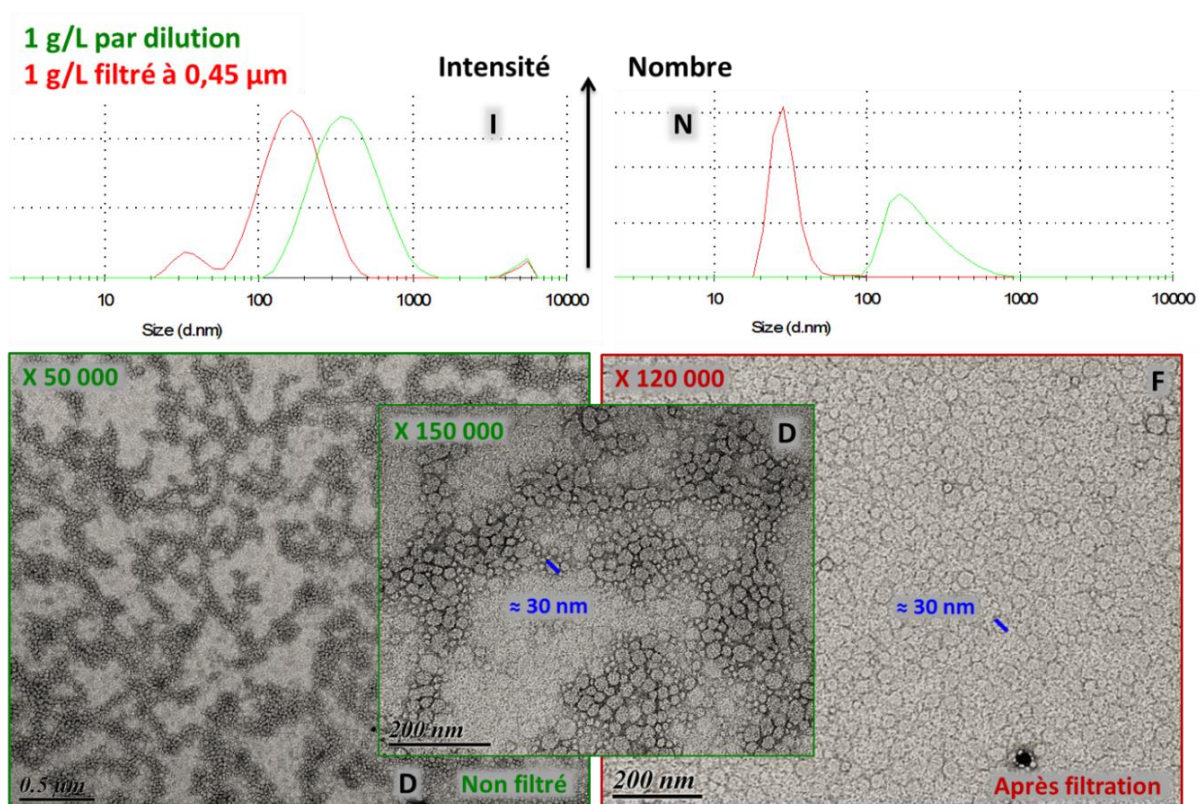 1 g/L par dilution
1 g/L filtré à 0,45 µm
Intensité
Nombre
I
N
10 100 1000 10000
Size (d.nm)
10 100 1000 10000
Size (d.nm)
X 50 000
X 150 000
D
X 120 000
F
≈ 30 nm
≈ 30 nm
200 nm
0.5 µm
D
Non filtré
200 nm
Après filtration